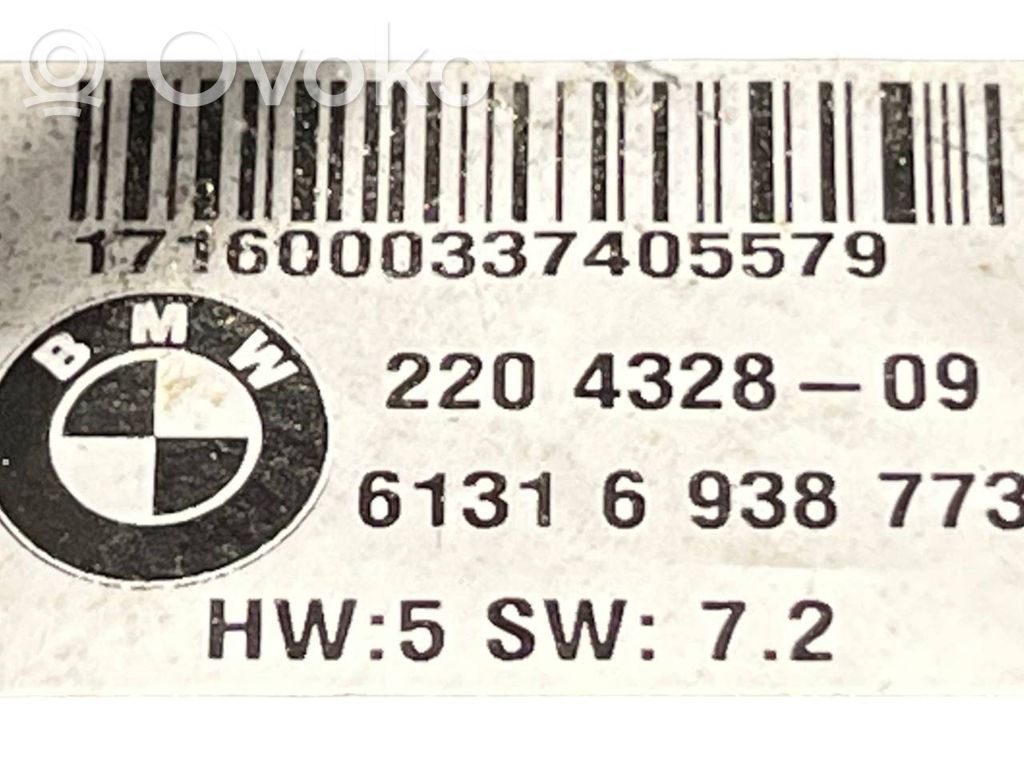 Ovoko
1716000337405579
BMW
220 4328-09
6131 6 938 773
HW:5 SW: 7.2